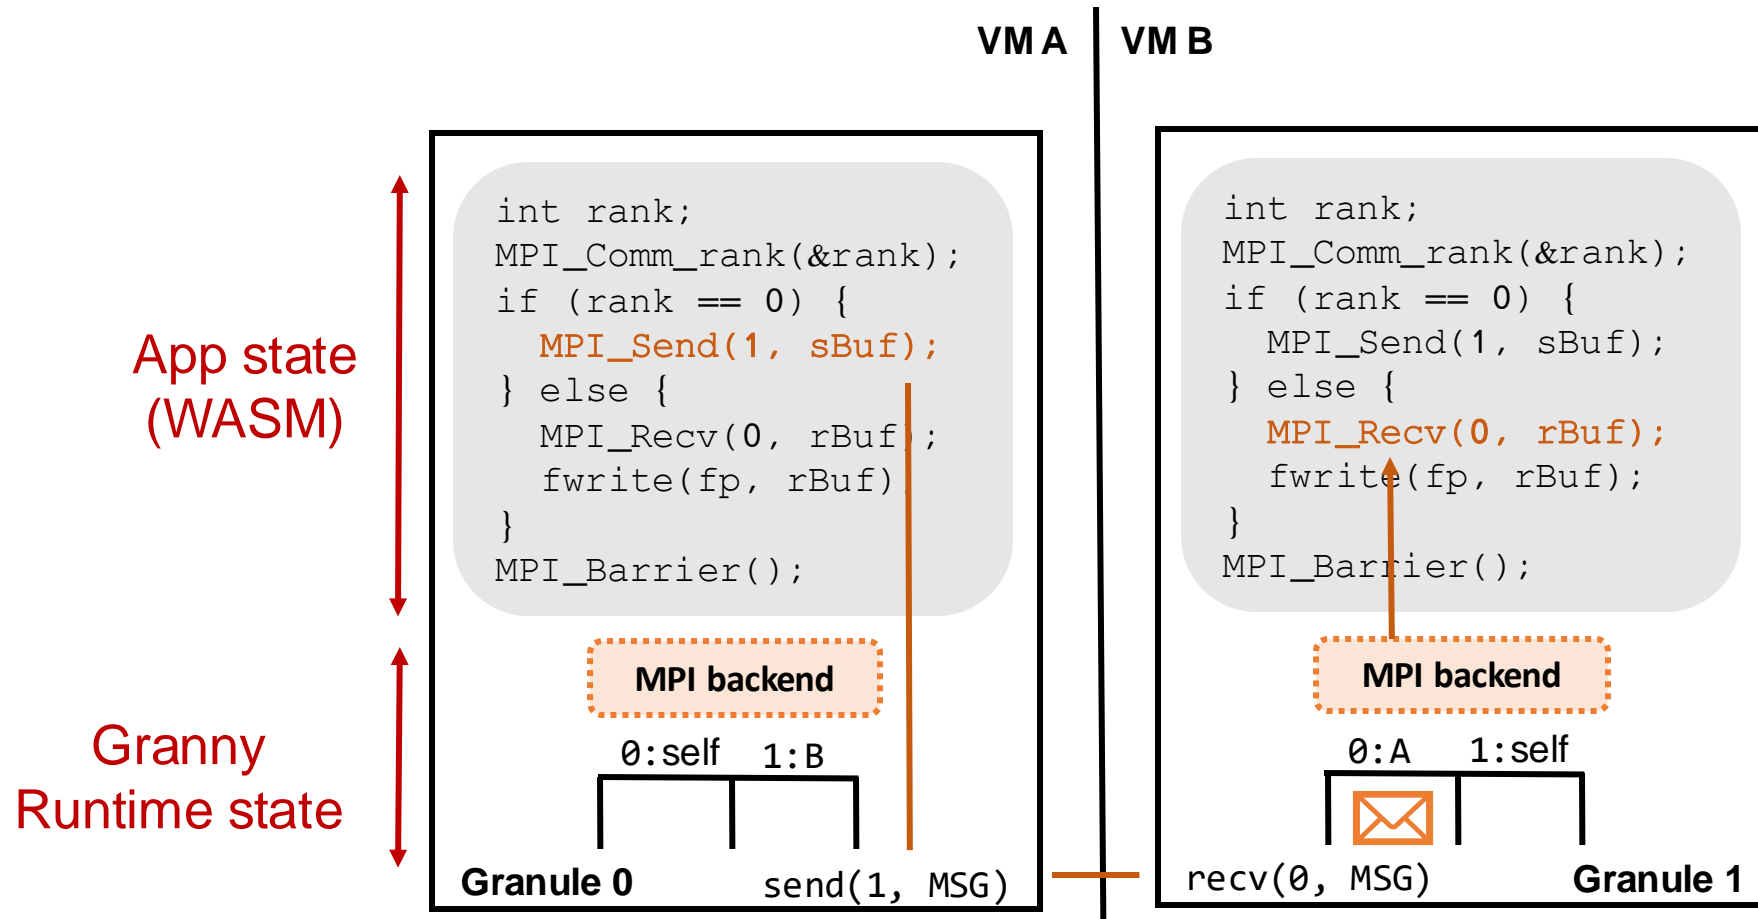 VM A
VM B
App state
(WASM)
Granny
Runtime state
int rank;
MPI_Comm_rank(&rank);
if (rank == 0) {
MPI_Send(1, sBuf);
} else {
MPI_Recv(0, rBuf);
fwrite(fp, rBuf)
}
MPI_Barrier();
MPI backend
0:self
1:B
Granule 0
send(1, MSG)
int rank;
MPI_Comm_rank(&rank);
if (rank == 0) {
MPI_Send(1, sBuf);
} else {
MPI_Recv(0, rBuf);
fwrite(fp, rBuf);
}
MPI_Barrier();
MPI backend
0:A
1:self
recv(0, MSG)
Granule 1